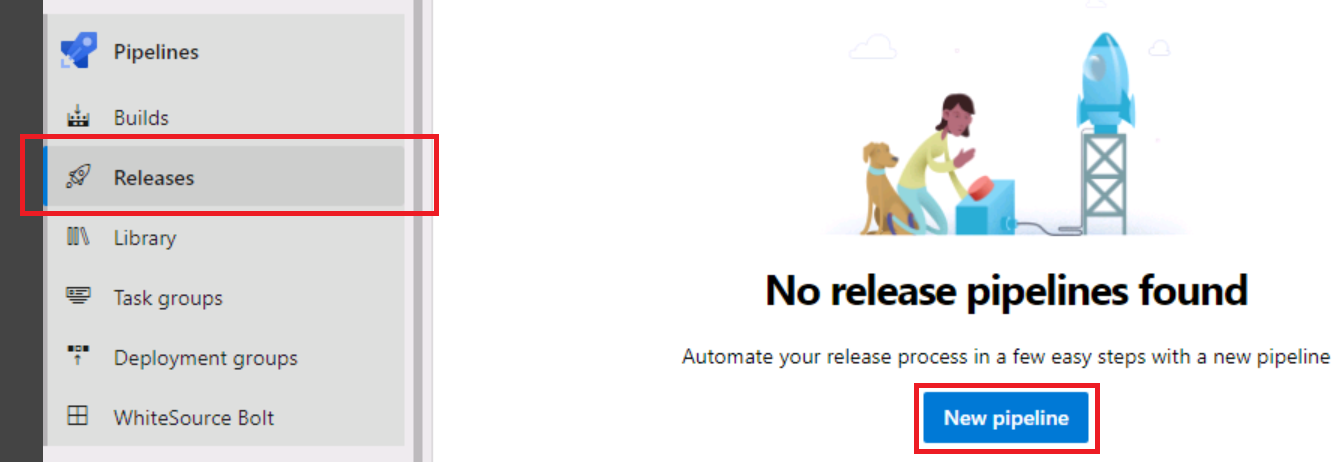 Pipelines
Builds
Releases
Library
Task groups
Deployment groups
WhiteSource Bolt
No release pipelines found
Automate your release process in a few easy steps with a new pipeline
New pipeline